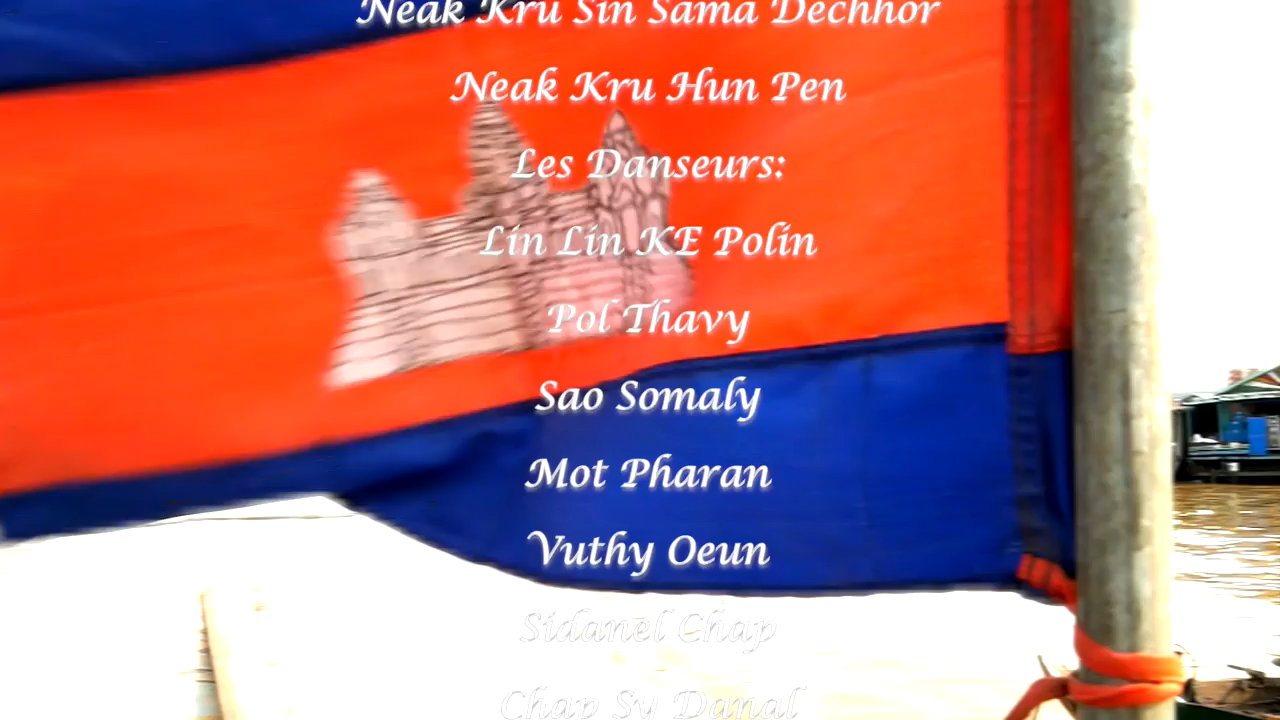 Neak Kru Sin Sama Dechhor
Neak Kru Hun Pen
Les Danseurs:
Lin Lin KE Polin
Pol Thavy
Sao Somaly
Mot Pharan
Vuthy Oeun
Sidanel Chap
Chap Sy Danal